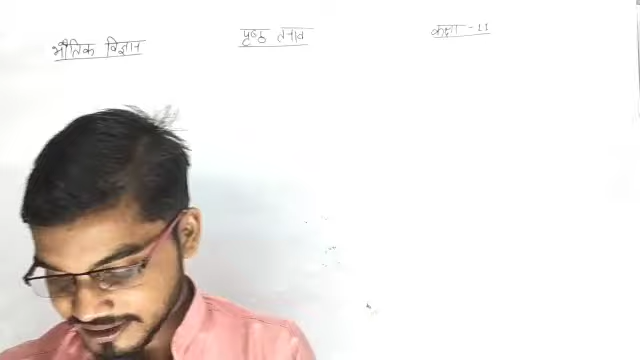 भौतिक विज्ञान पृष्ठ तनाव कक्षा - 11